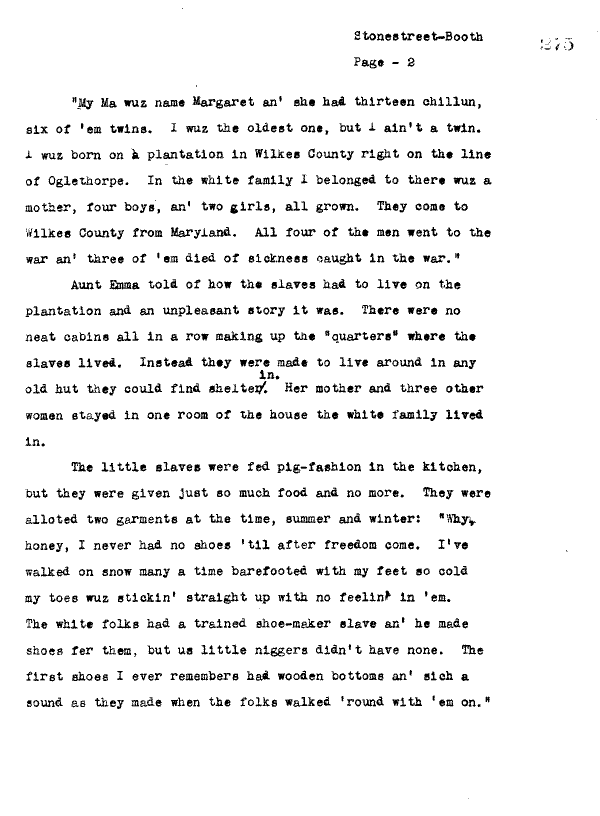 Stonestreet-Booth
275
Page - 2
"My Ma wuz name Margaret an' she had thirteen chillun,
six of 'em twins. I wuz the oldest one, but I ain't a twin.
I wuz born on a plantation in Wilkes County right on the line
of Oglethorpe. In the white family I belonged to there wuz a
mother, four boys, an' two girls, all grown. They come to
Wilkes County from Maryland. All four of the men went to the
war an' three of 'em died of sickness caught in the war."
Aunt Emma told of how the slaves had to live on the
plantation and an unpleasant story it was. There were no
neat cabins all in a row making up the "quarters" where the
slaves lived. Instead they were made to live around in any
in.
old hut they could find shelter/. Her mother and three other
women stayed in one room of the house the white family lived
in.
The little slaves were fed pig-fashion in the kitchen,
but they were given just so much food and no more. They were
alloted two garments at the time, summer and winter: "Why,
honey, I never had no shoes 'til after freedom come. I've
walked on snow many a time barefooted with my feet so cold
my toes wuz stickin' straight up with no feelin' in 'em.
The white folks had a trained shoe-maker slave an' he made
shoes fer them, but us little niggers didn't have none. The
first shoes I ever remembers had wooden bottoms an' sich a
sound as they made when the folks walked 'round with 'em on."